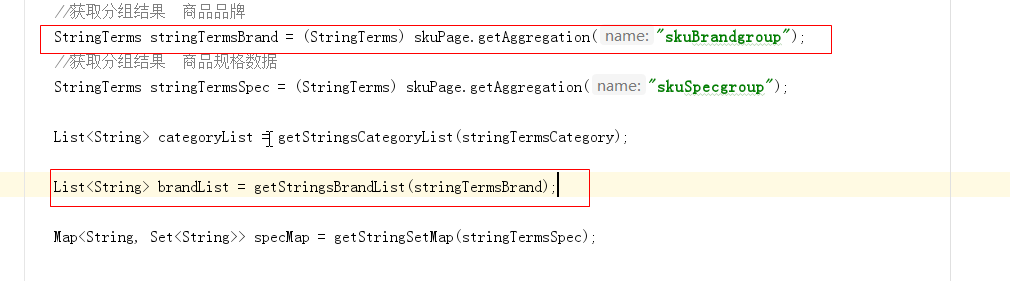 //获取分组结果  商品品牌
StringTerms stringTermsBrand = (StringTerms) skuPage.getAggregation( name: "skuBrandgroup");
//获取分组结果  商品规格数据
StringTerms stringTermsSpec = (StringTerms) skuPage.getAggregation( name: "skuSpecgroup");
List<String> categoryList = getStringsCategoryList(stringTermsCategory);
List<String> brandList = getStringsBrandList(stringTermsBrand);
Map<String, Set<String>> specMap = getStringSetMap(stringTermsSpec);